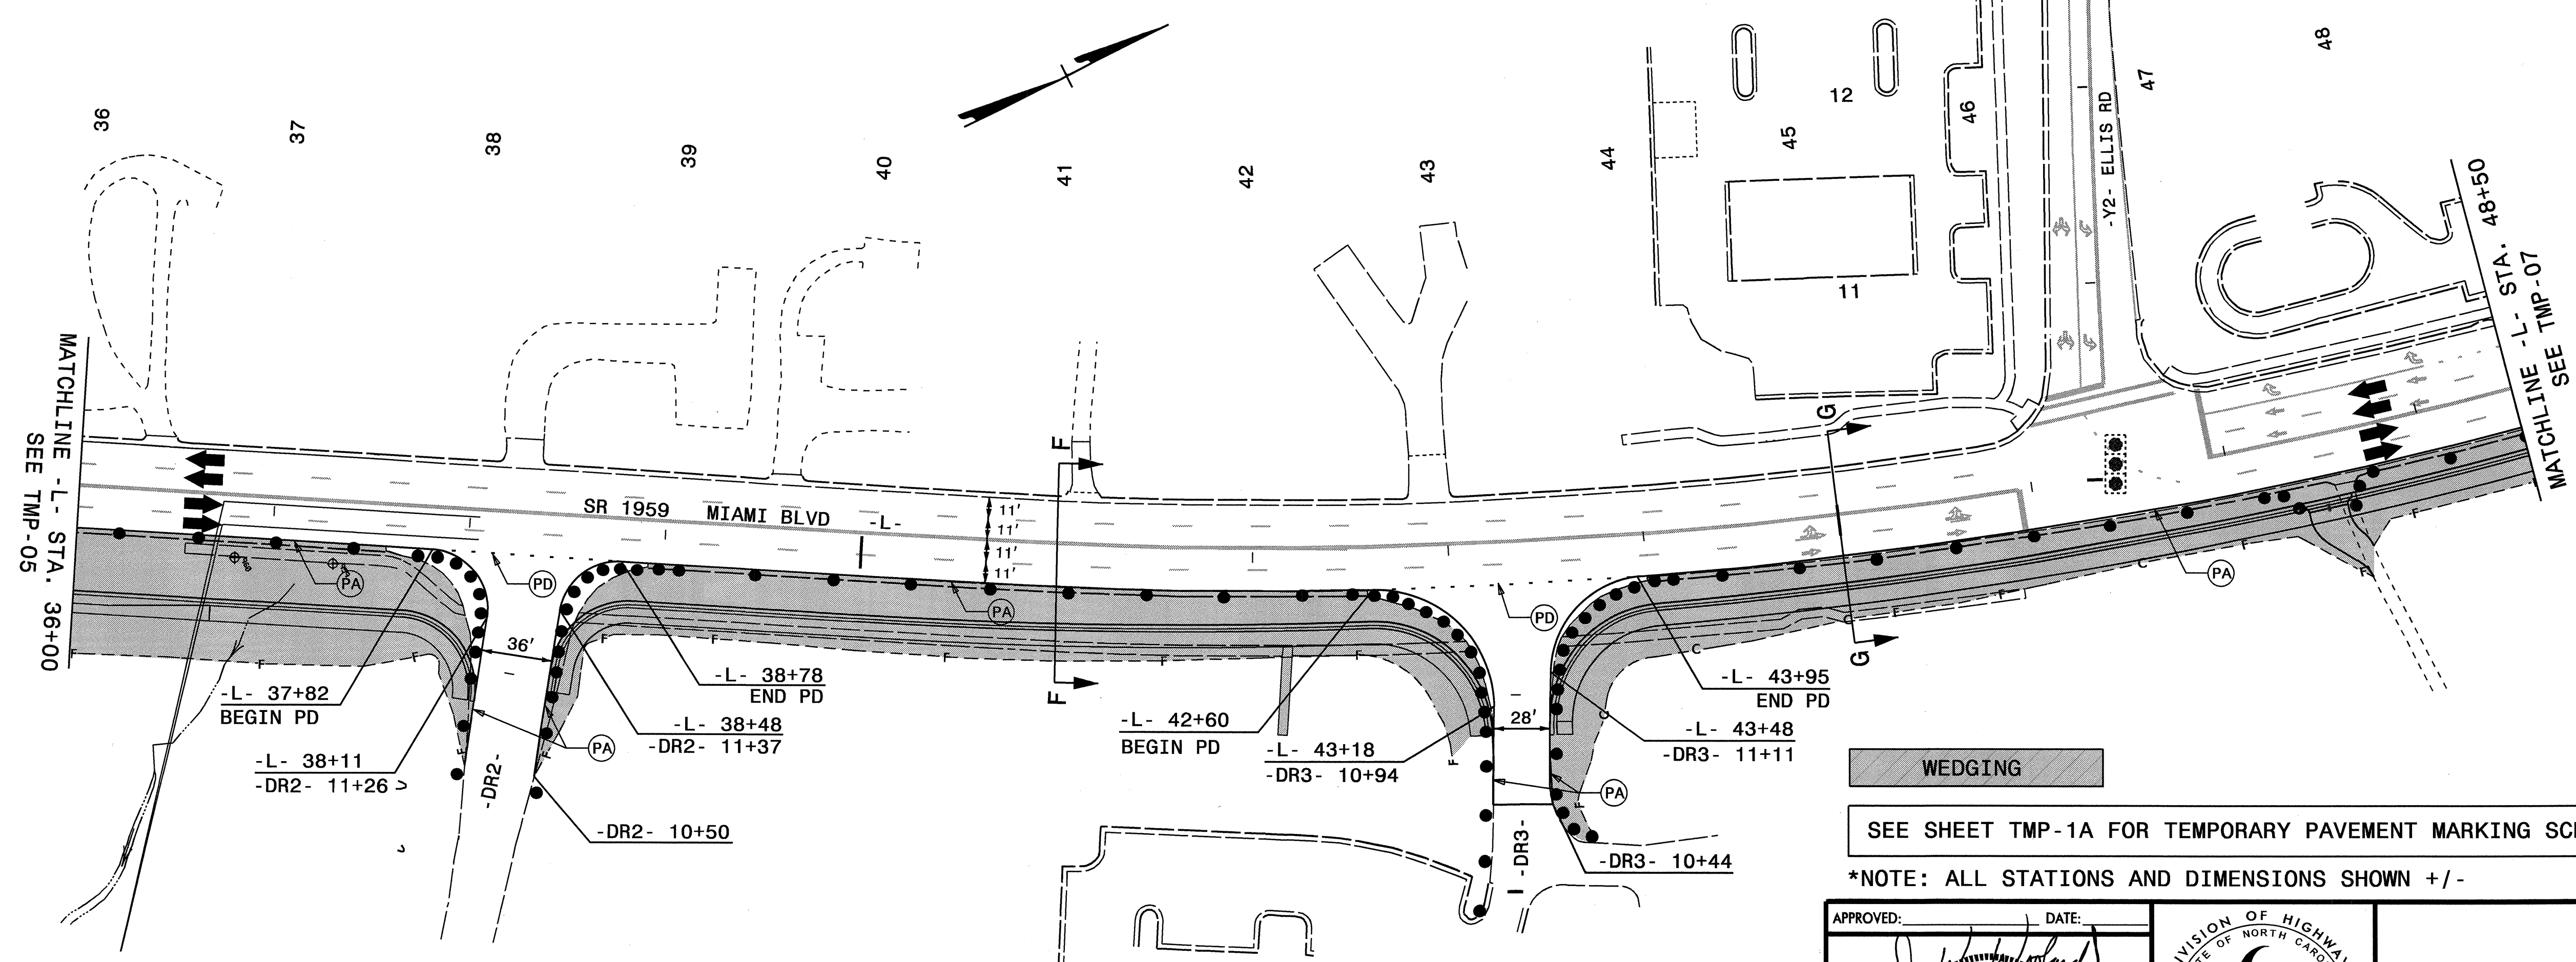 36
37
38
39
40
41
42
43
44
45
46
47
48
12
11
-Y2- ELLIS RD
MATCHLINE -L- STA. 48+50
SEE TMP-07
MATCHLINE -L- STA. 36+00
SEE TMP-05
SR 1959 MIAMI BLVD -L-
11'
11'
11'
11'
F
F
G
G
PA
PD
PA
PD
PA
36'
28'
-L- 37+82
BEGIN PD
-L- 38+11
-DR2- 11+26
-L- 38+78
END PD
-L- 38+48
-DR2- 11+37
PA
-DR2-
-DR2- 10+50
-L- 42+60
BEGIN PD
-L- 43+18
-DR3- 10+94
-L- 43+95
END PD
-L- 43+48
-DR3- 11+11
PA
-DR3-
-DR3- 10+44
WEDGING
SEE SHEET TMP-1A FOR TEMPORARY PAVEMENT MARKING
*NOTE: ALL STATIONS AND DIMENSIONS SHOWN +/-
APPROVED: DATE:
OF HIGHWAY
OF NORTH